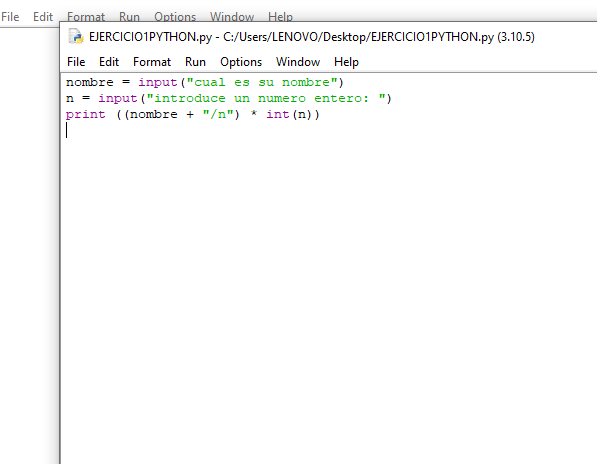 File Edit Format Run Options Window Help
EJERCICIO1PYTHON.py - C:/Users/LENOVO/Desktop/EJERCICIO1PYTHON.py (3.10.5)
File Edit Format Run Options Window Help
nombre = input("cual es su nombre")
n = input("introduce un numero entero: ")
print ((nombre + "/n") * int(n))